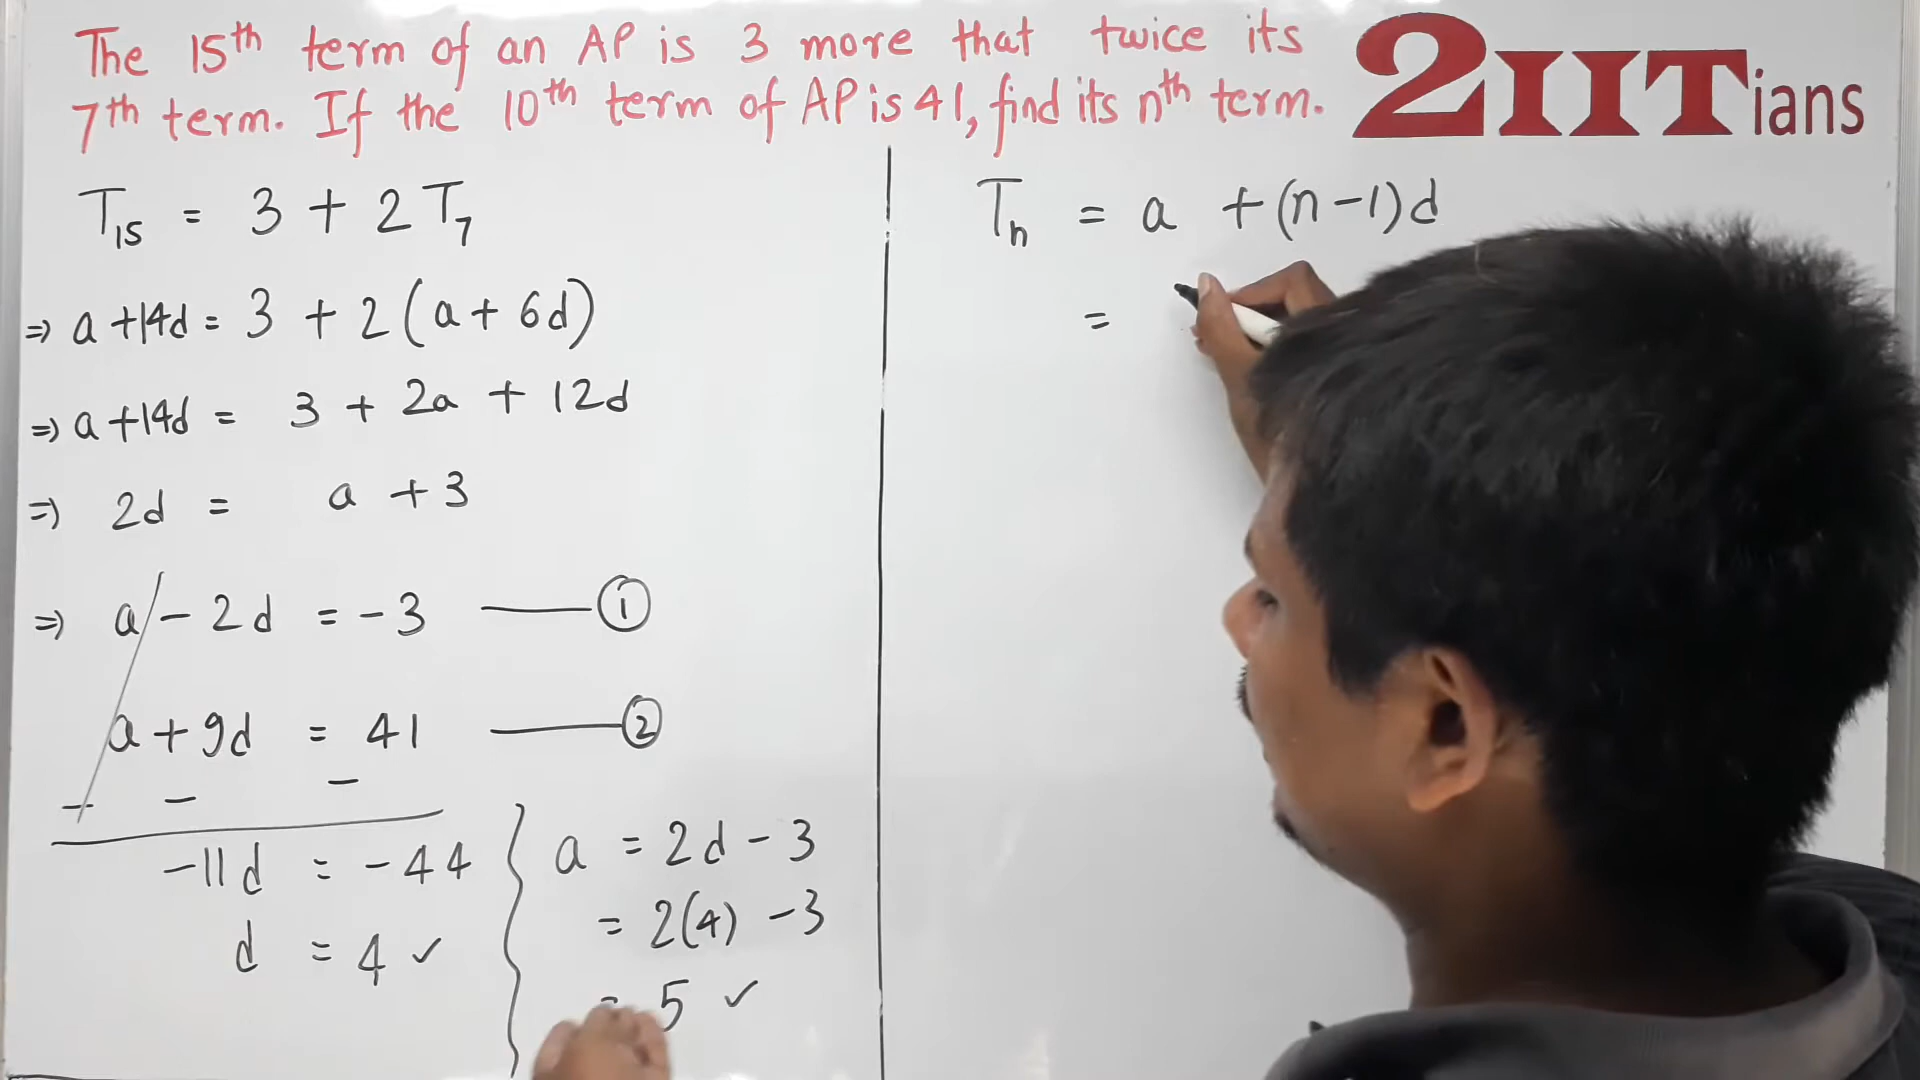 The 15th term of an AP is 3 more that twice its
7th term. If the 10th term of AP is 41, find its nth term.
2IITians
T15 = 3 + 2T7
⇒ a+14d = 3 + 2(a+6d)
⇒ a+14d = 3 + 2a + 12d
⇒ 2d = a + 3
⇒ a - 2d = -3 —— ①
a + 9d = 41 —— ②
- - -
-11d = -44
d = 4 ✓
a = 2d - 3
= 2(4) - 3
= 5 ✓
Tn = a + (n-1)d
=